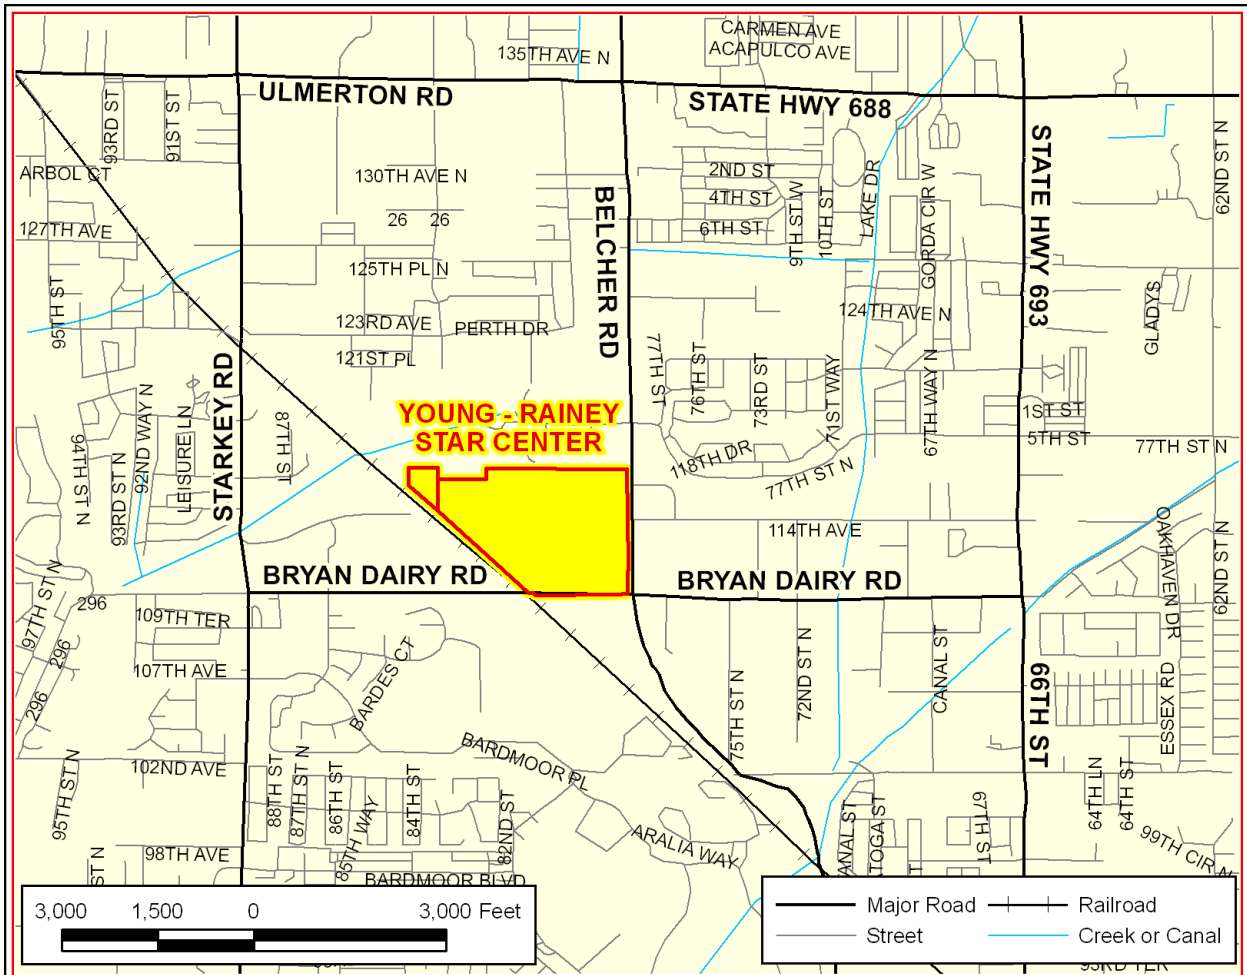 CARMEN AVE
ACAPULCO AVE
135TH AVE N
ULMERTON RD
STATE HWY 688
93RD ST
91ST ST
62ND ST N
STATE HWY 693
ARBOL CT
130TH AVE N
2ND ST
4TH ST
6TH ST
9TH ST W
10TH ST
LAKE DR
GORDA CIR W
BELCHER RD
26
26
127TH AVE
125TH PL N
95TH ST
123RD AVE
PERTH DR
124TH AVE N
GLADYS
121ST PL
77TH ST
76TH ST
73RD ST
71ST WAY
67TH WAY N
STARKEY RD
YOUNG - RAINEY
STAR CENTER
1ST ST
5TH ST
77TH ST N
94TH ST N
93RD ST N
92ND WAY N
LEISURE LN
87TH ST
118TH DR
77TH ST N
114TH AVE
OAKHAVEN DR
62ND ST N
BRYAN DAIRY RD
BRYAN DAIRY RD
97TH ST N
296
109TH TER
296
107TH AVE
296
BARDES CT
75TH ST N
72ND ST N
CANAL ST
66TH ST
ESSEX RD
BARDMOOR PL
102ND AVE
95TH ST N
88TH ST
87TH ST N
86TH ST
85TH WAY
84TH ST
82ND ST
ARALIA WAY
ANAL ST
TOGA ST
67TH ST
64TH LN
64TH ST
99TH CIR N
98TH AVE
ST N
BARDMOOR BLVD
3,000
1,500
0
3,000 Feet
Major Road
Railroad
Street
Creek or Canal
93RD TER